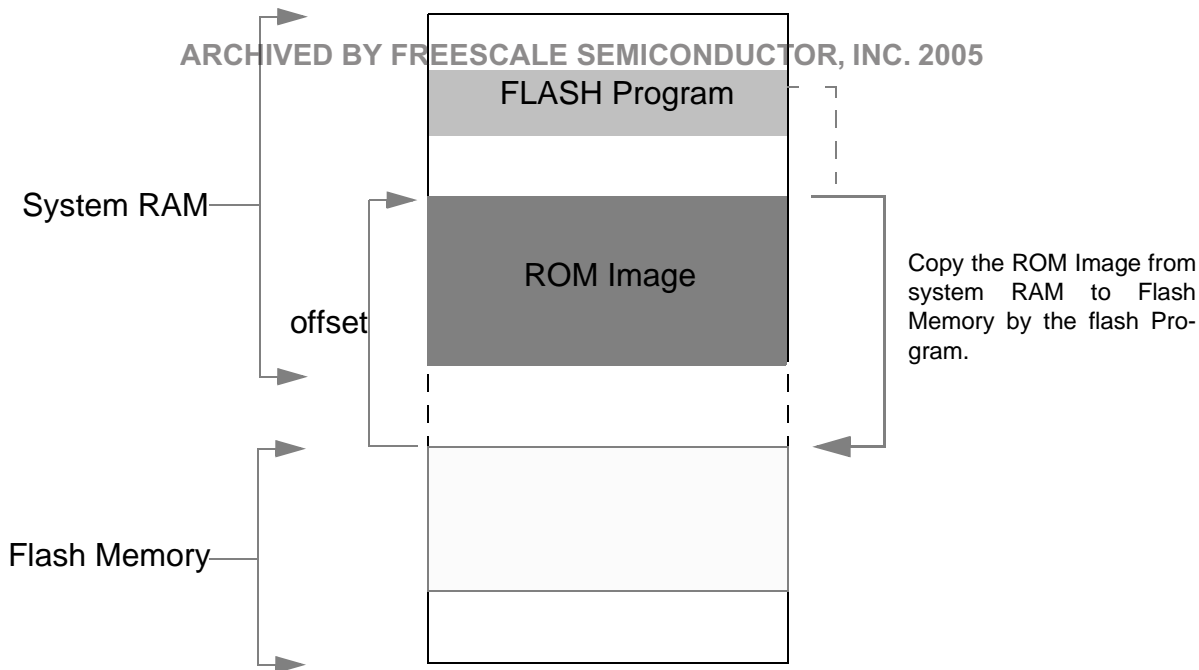 ARCHIVED BY FREESCALE SEMICONDUCTOR, INC. 2005
FLASH Program
System RAM
ROM Image
offset
Copy the ROM Image from
system RAM to Flash
Memory by the flash Pro-
gram.
Flash Memory